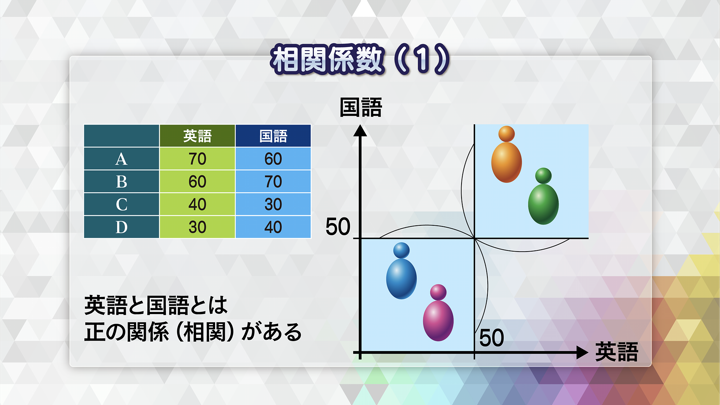 相関係数(1)
英語 国語
A 70 60
B 60 70
C 40 30
D 30 40
英語と国語とは
正の関係(相関)がある
国語
50
50
英語